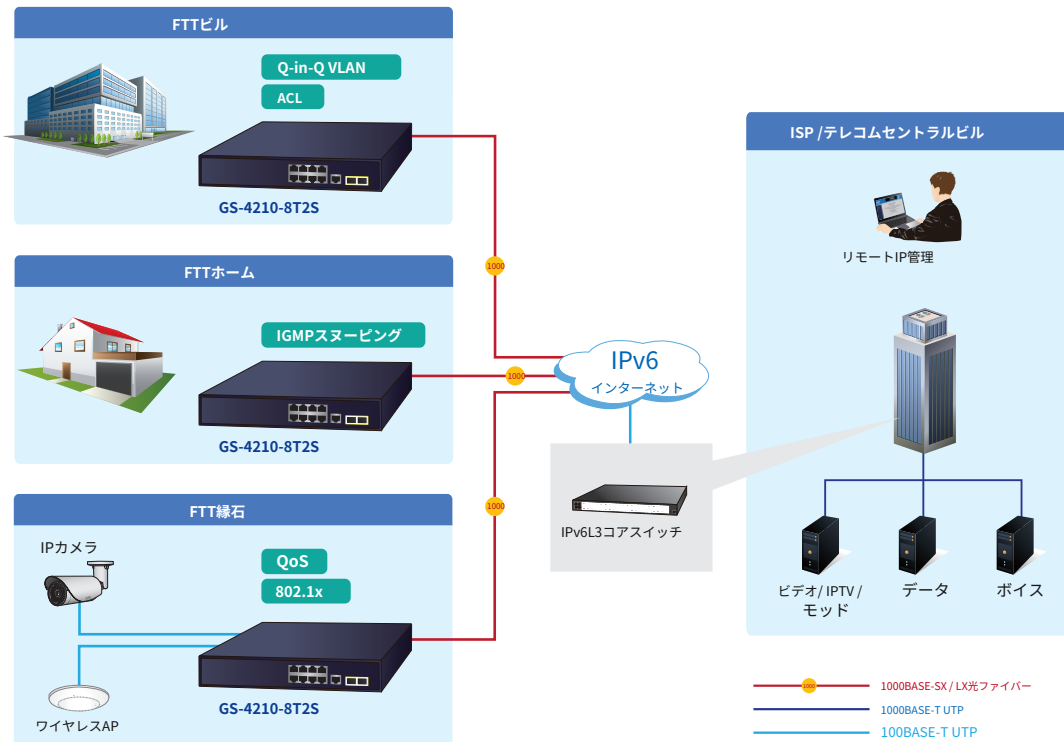 FTTビル
Q-in-Q VLAN
ACL
GS-4210-8T2S
FTTホーム
IGMPスヌーピング
GS-4210-8T2S
FTT縁石
IPカメラ
QoS
802.1x
GS-4210-8T2S
ワイヤレスAP
1000
1000
1000
IPv6
インターネット
IPv6L3コアスイッチ
ISP /テレコムセントラルビル
リモートIP管理
ビデオ/ IPTV /
モッド
データ
ボイス
1000
1000BASE-SX / LX光ファイバー
1000BASE-T UTP
100BASE-T UTP